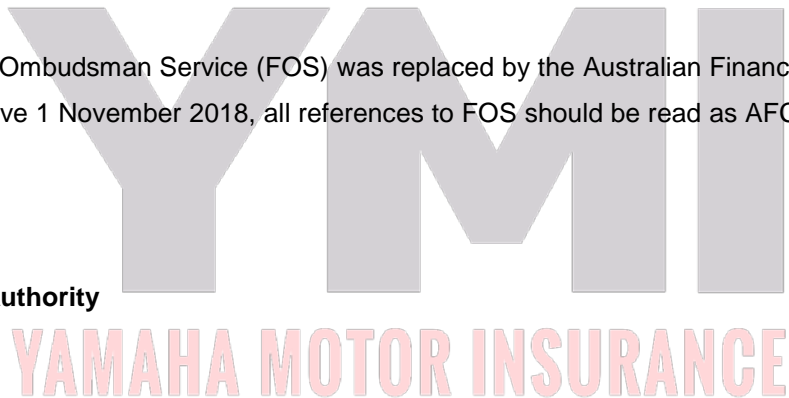 YMI
Ombudsman Service (FOS) was replaced by the Australian Financ
ve 1 November 2018, all references to FOS should be read as AFC
uthority
YAMAHA MOTOR INSURANCE